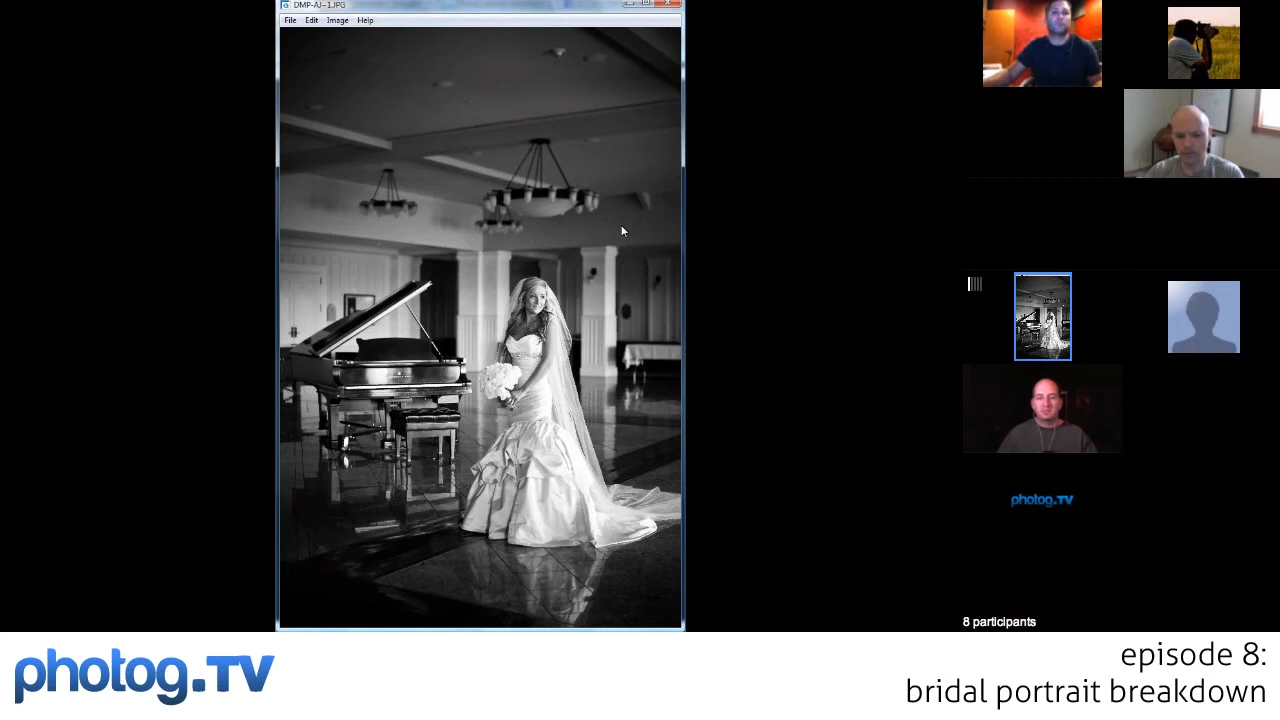 DMP-AJ--1.JPG
File Edit Image Help
photog.TV
8 participants
photog.TV
episode 8:
bridal portrait breakdown